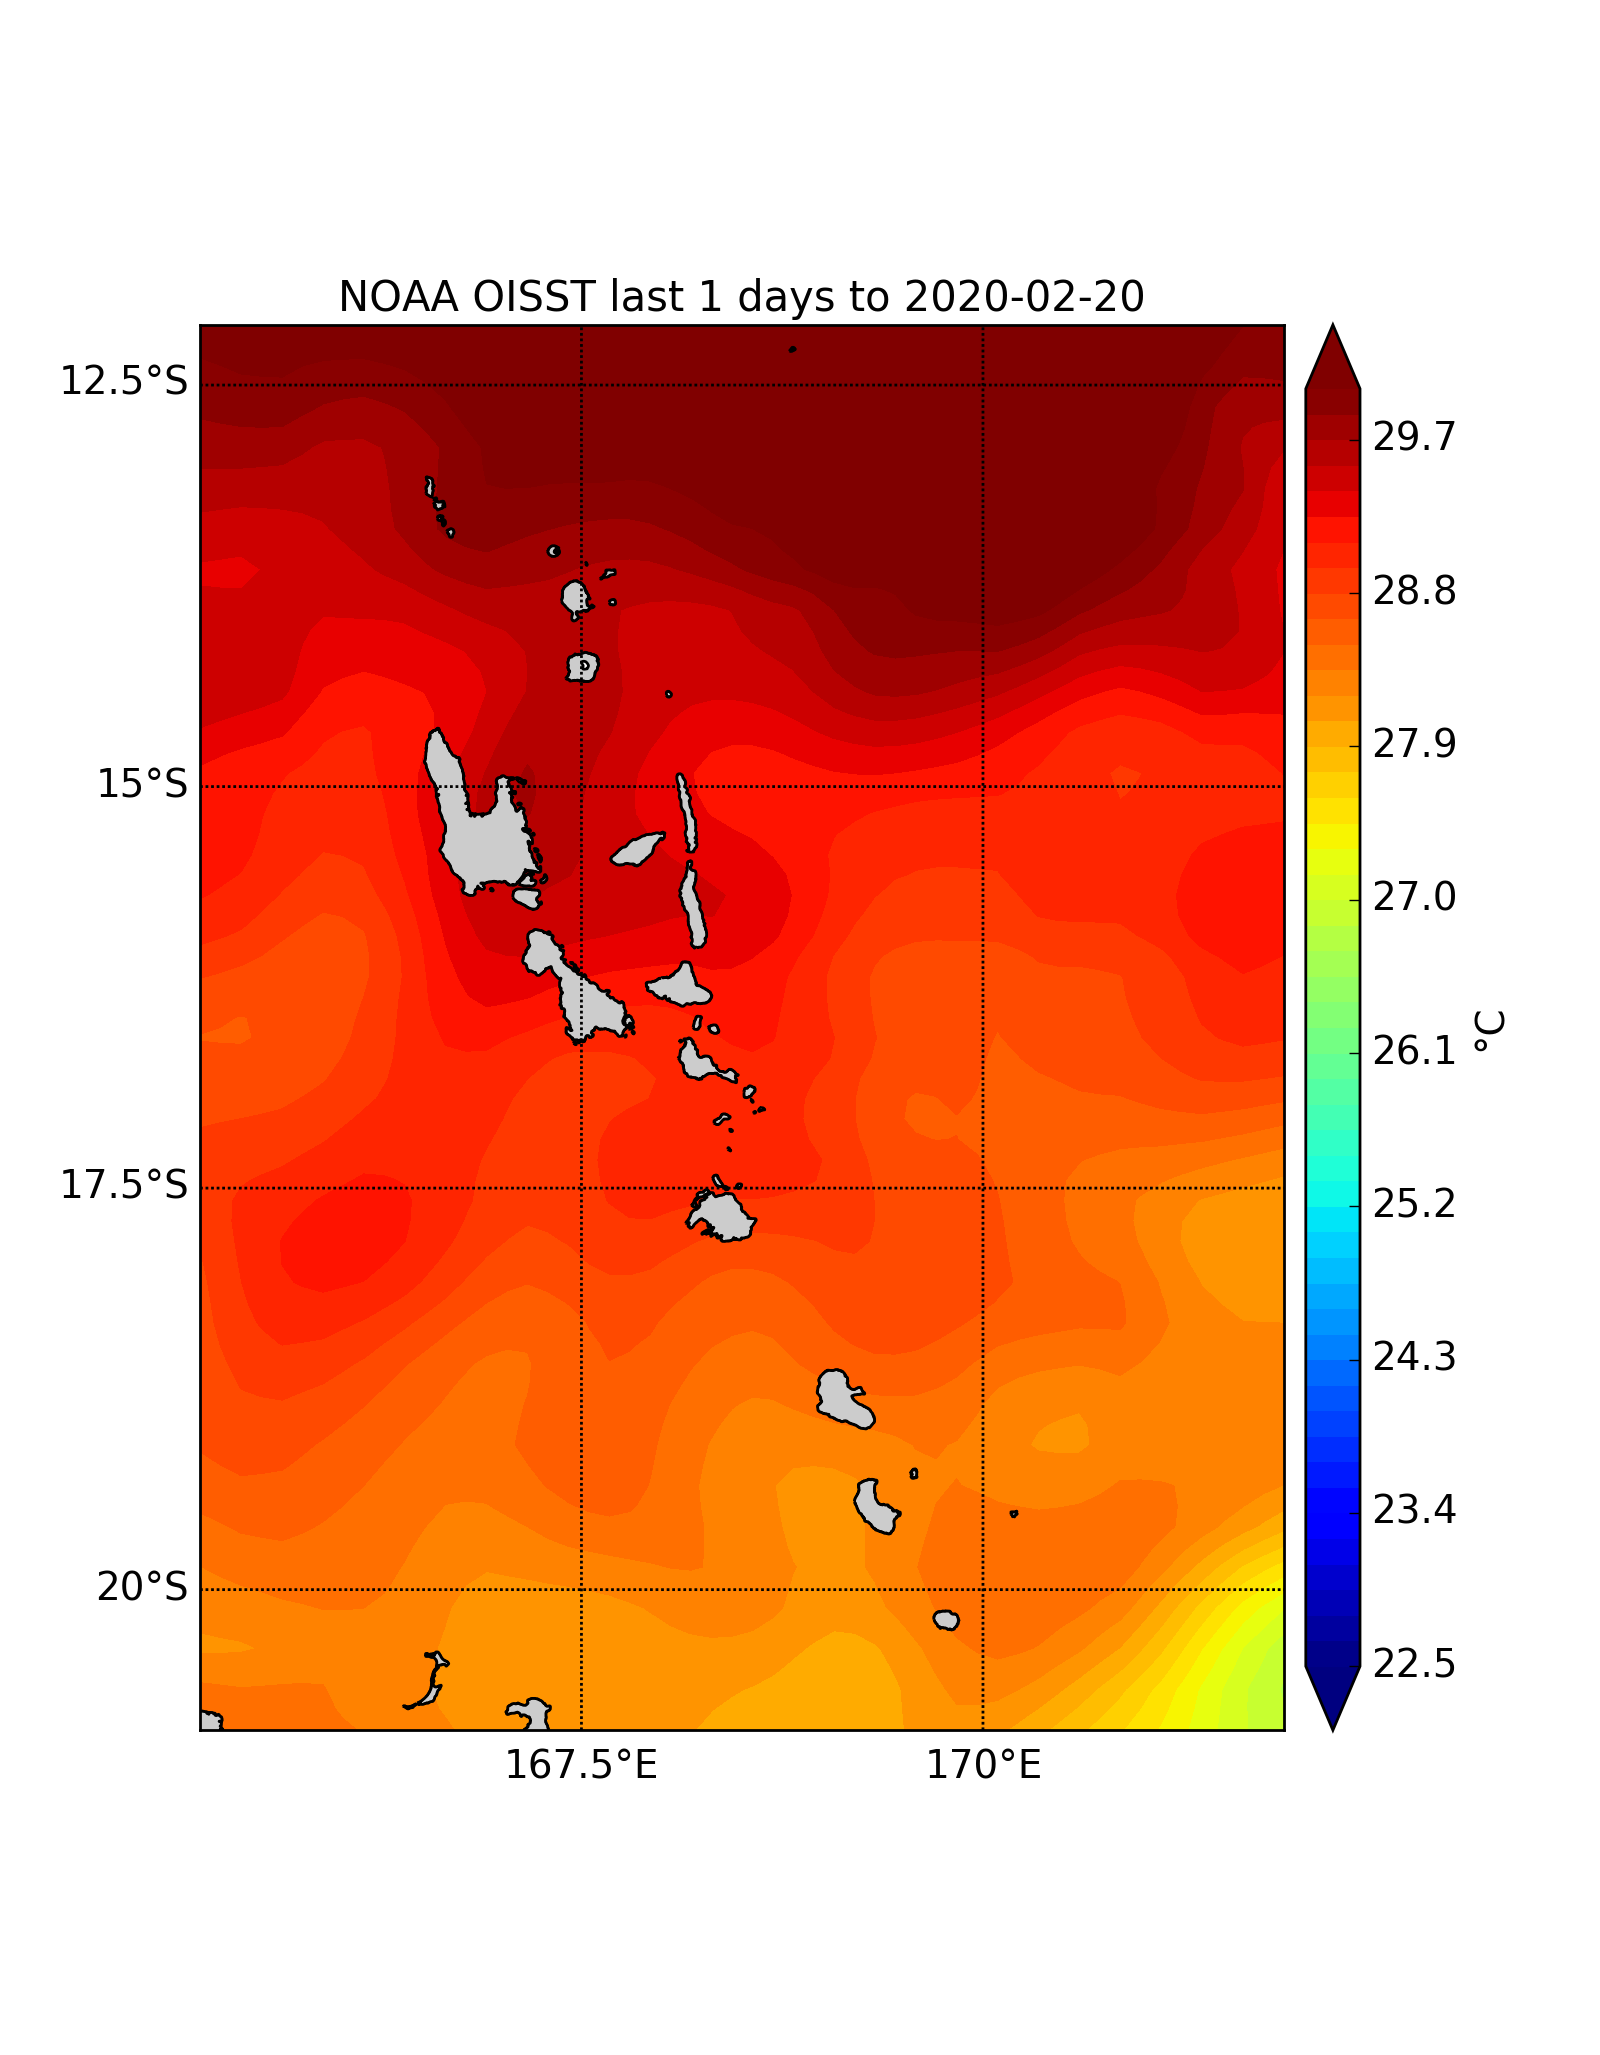 NOAA OISST last 1 days to 2020-02-20
12.5°S
15°S
17.5°S
20°S
167.5°E
170°E
29.7
28.8
27.9
27.0
26.1
25.2
24.3
23.4
22.5
°C